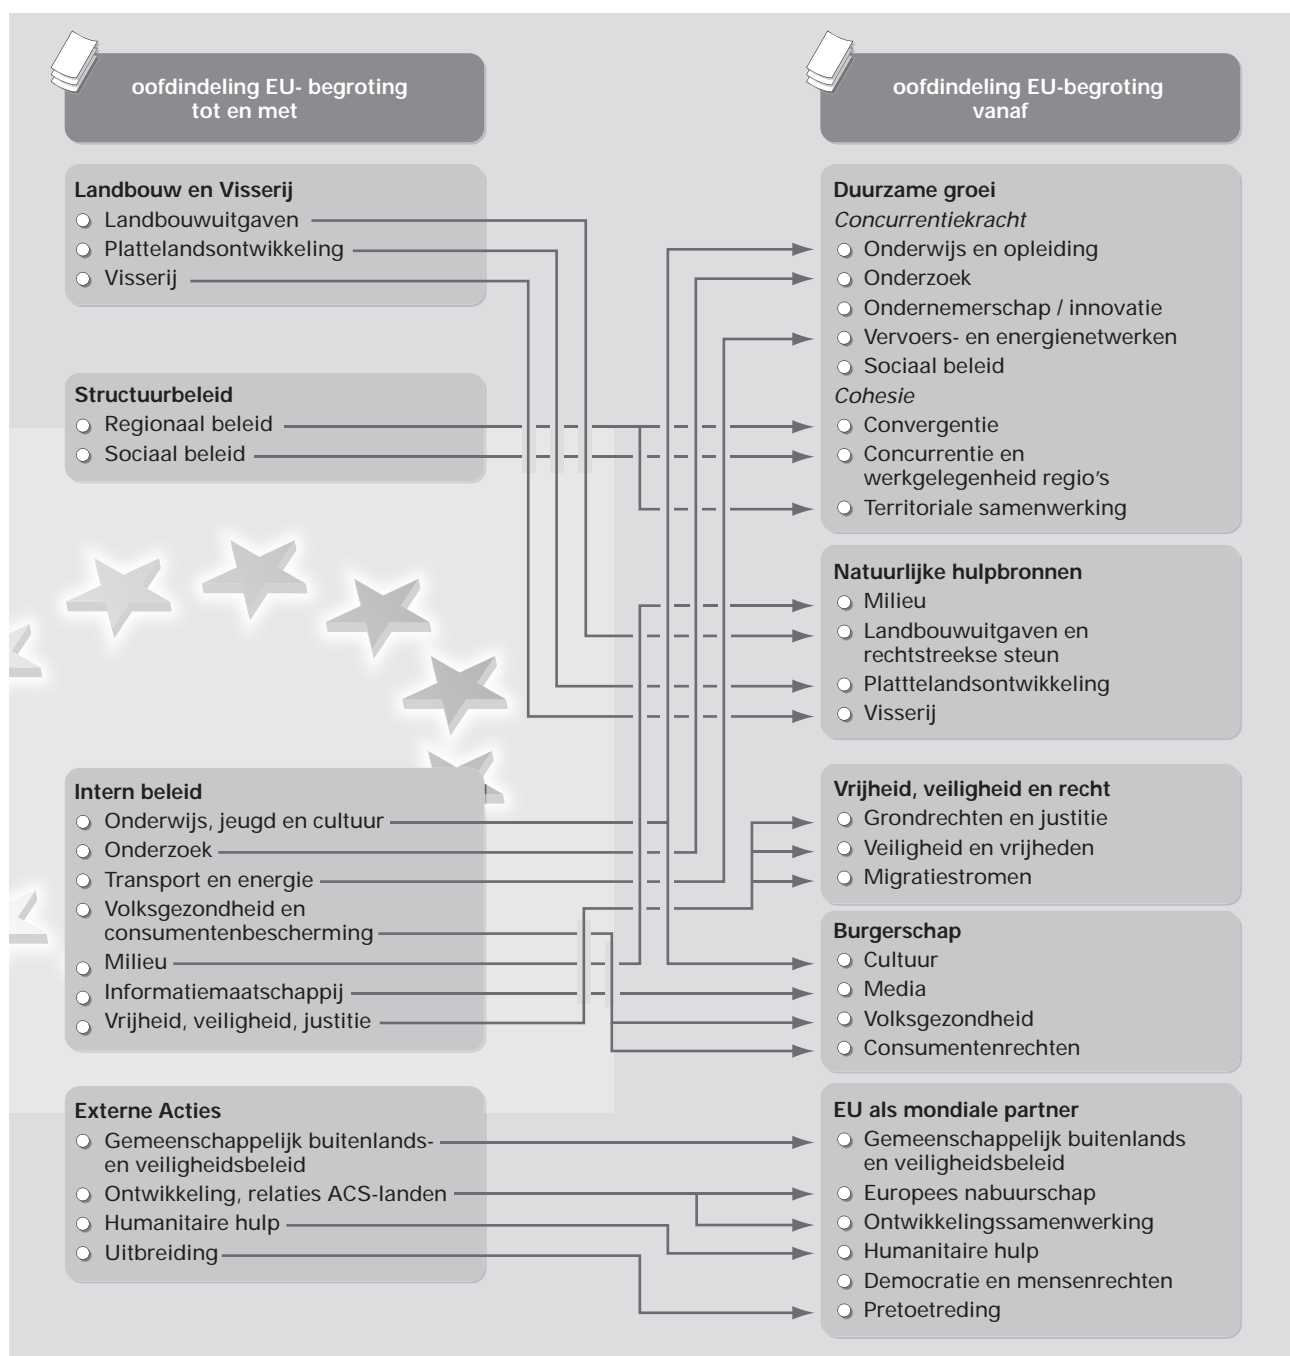 oofdindeling EU- begroting
tot en met
Landbouw en Visserij
Landbouwuitgaven
Plattelandsontwikkeling
Visserij
Structuurbeleid
Regionaal beleid
Sociaal beleid
Intern beleid
Onderwijs, jeugd en cultuur
Onderzoek
Transport en energie
Volksgezondheid en
consumentenbescherming
Milieu
Informatiemaatschappij
Vrijheid, veiligheid, justitie
Externe Acties
Gemeenschappelijk buitenlands-
en veiligheidsbeleid
Ontwikkeling, relaties ACS-landen
Humanitaire hulp
Uitbreiding
oofdindeling EU-begroting
vanaf
Duurzame groei
Concurrentiekracht
Onderwijs en opleiding
Onderzoek
Ondernemerschap / innovatie
Vervoers- en energienetwerken
Sociaal beleid
Cohesie
Convergentie
Concurrentie en
werkgelegenheid regio's
Territoriale samenwerking
Natuurlijke hulpbronnen
Milieu
Landbouwuitgaven en
rechtstreekse steun
Platttelandsontwikkeling
Visserij
Vrijheid, veiligheid en recht
Grondrechten en justitie
Veiligheid en vrijheden
Migratiestromen
Burgerschap
Cultuur
Media
Volksgezondheid
Consumentenrechten
EU als mondiale partner
Gemeenschappelijk buitenlands
en veiligheidsbeleid
Europees nabuurschap
Ontwikkelingssamenwerking
Humanitaire hulp
Democratie en mensenrechten
Pretoetreding